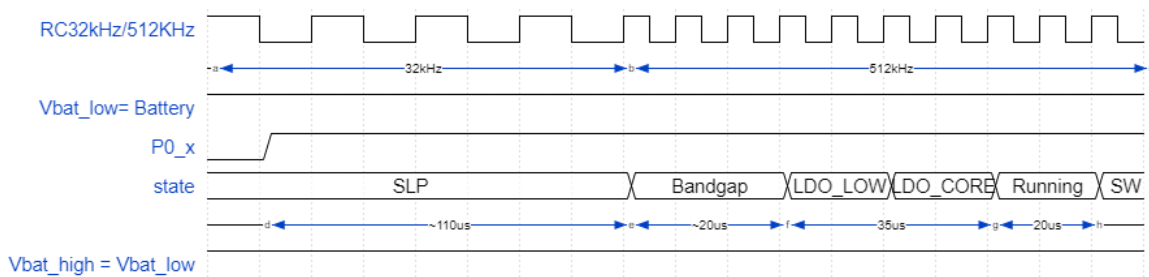 RC32kHz/512KHz
a 32kHz b 512kHz
Vbat_low= Battery
P0_x
state SLP Bandgap LDO_LOW LDO_CORE Running SW
d ~110us e ~20us f 35us g 20us h
Vbat_high = Vbat_low